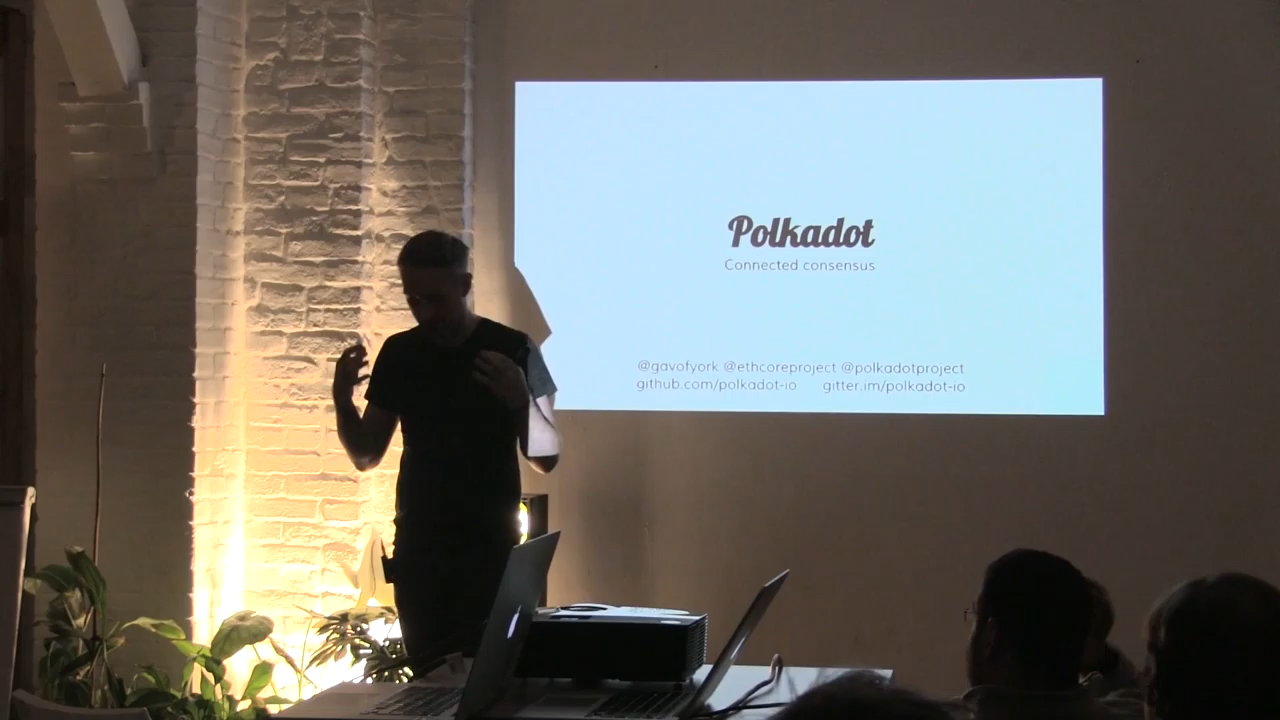 Polkadot
Connected consensus
@gavofyork @ethcoreproject @polkadotproject
github.com/polkadot-io gitter.im/polkadot-io